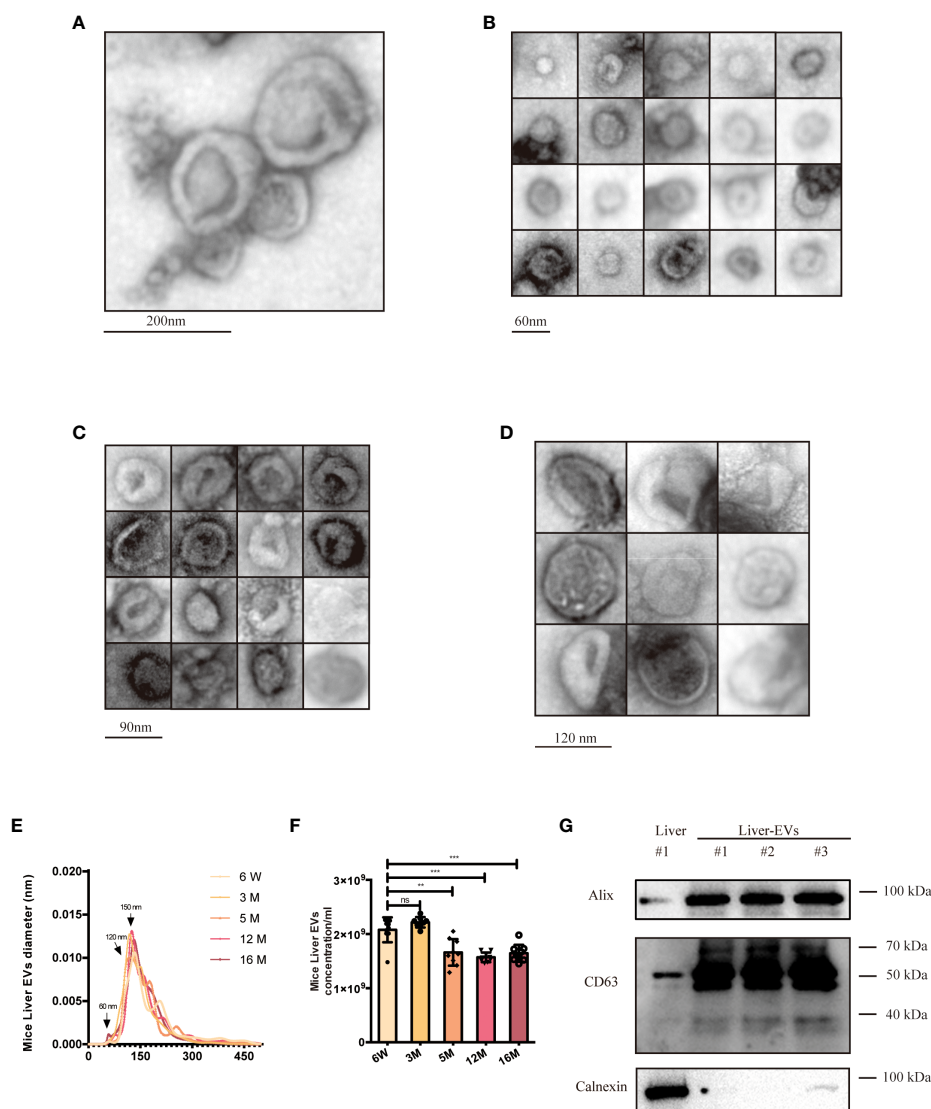 A
200nm
B
60nm
C
90nm
D
120 nm
E
Mice Liver EVs diameter (nm)
0.020
0.015
0.010
0.005
0.000
0
150
300
450
60 nm
120 nm
150 nm
6 W
3 M
5 M
12 M
16 M
F
Mice Liver EVs
concentration/ml
3×10⁹
2×10⁹
1×10⁹
0
***
***
**
ns
6W
3M
5M
12M
16M
G
Liver
Liver-EVs
#1
#1
#2
#3
Alix
100 kDa
CD63
70 kDa
50 kDa
40 kDa
Calnexin
100 kDa